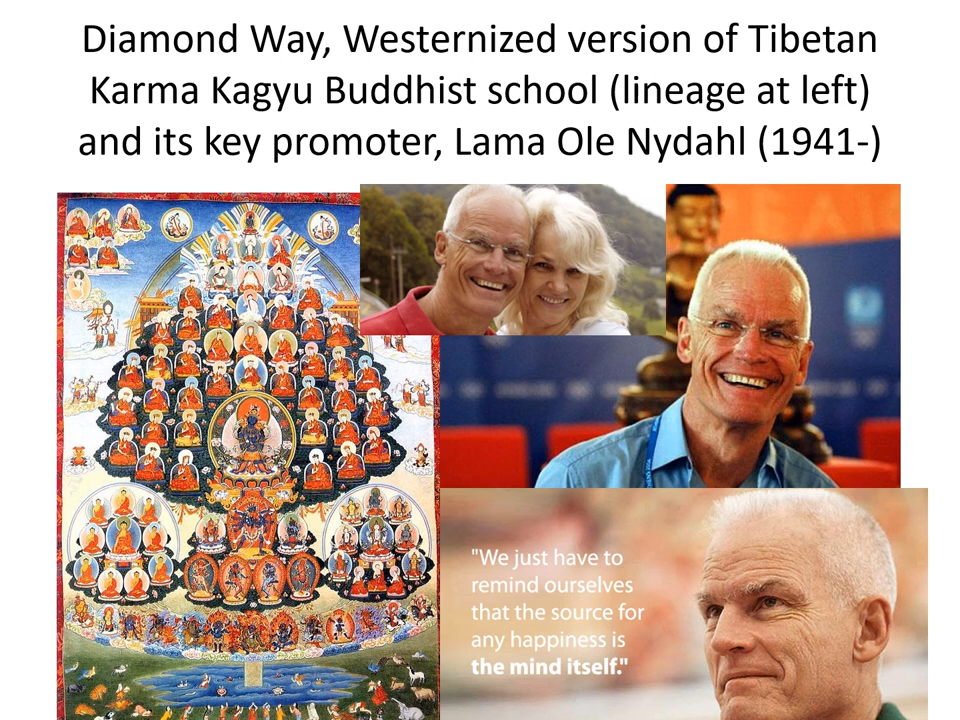 Diamond Way, Westernized version of Tibetan
Karma Kagyu Buddhist school (lineage at left)
and its key promoter, Lama Ole Nydahl (1941-)
"We just have to
remind ourselves
that the source for
any happiness is
the mind itself."